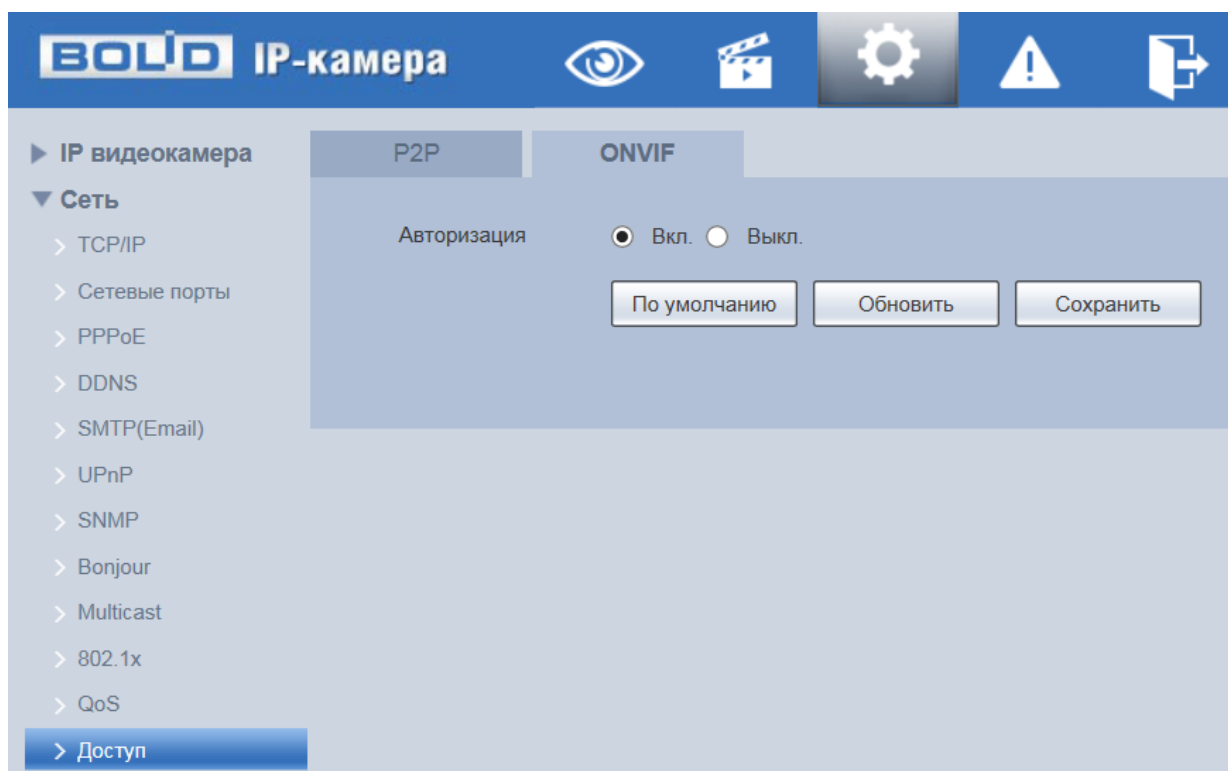 BOLID IP-камера
IP видеокамера
Сеть
TCP/IP
Сетевые порты
PPPoE
DDNS
SMTP(Email)
UPnP
SNMP
Bonjour
Multicast
802.1x
QoS
Доступ
P2P ONVIF
Авторизация Вкл. Выкл.
По умолчанию Обновить Сохранить